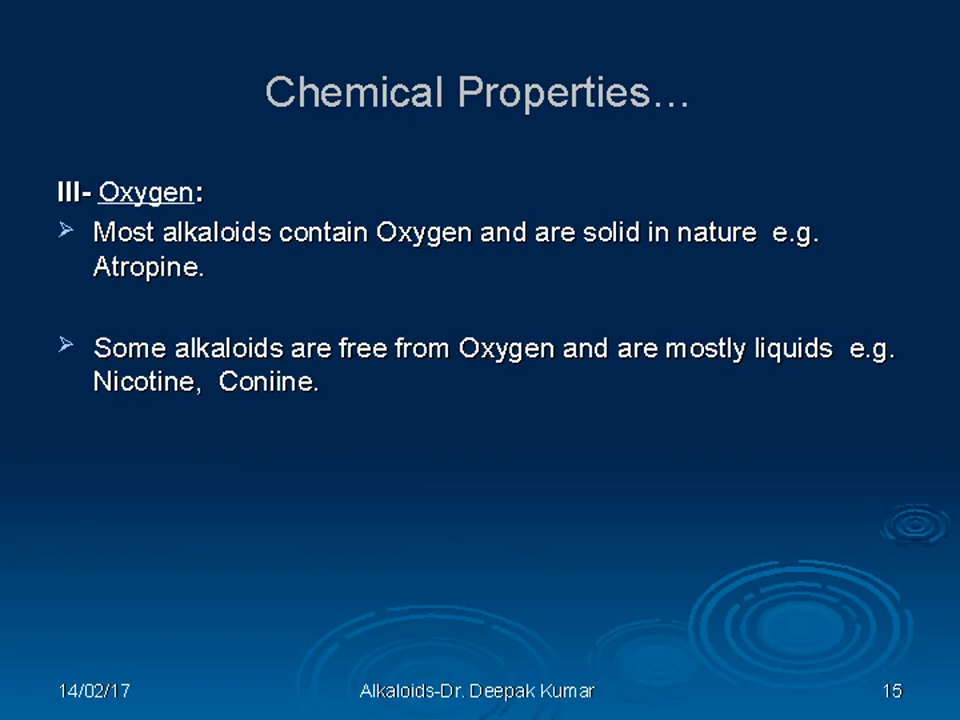 Chemical Properties…
III- Oxygen:
➢ Most alkaloids contain Oxygen and are solid in nature e.g.
Atropine.
➢ Some alkaloids are free from Oxygen and are mostly liquids e.g.
Nicotine, Coniine.
14/02/17 Alkaloids-Dr. Deepak Kumar 15